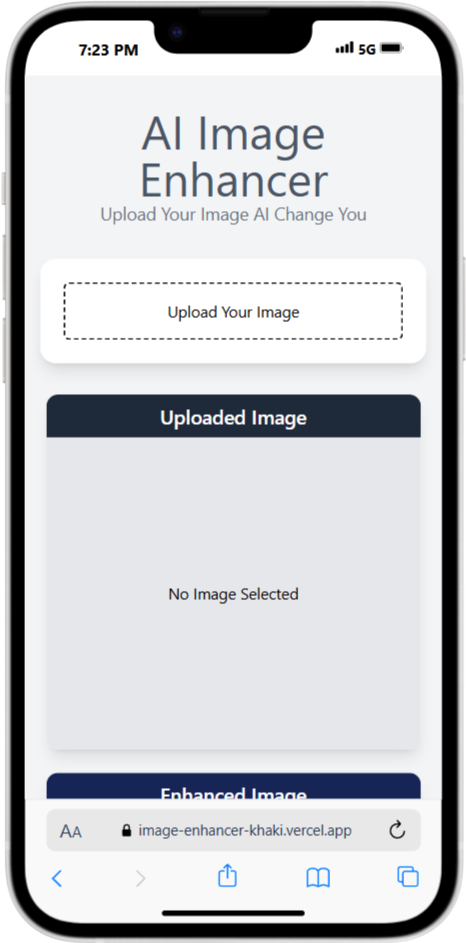 7:23 PM 5G
AI Image
Enhancer
Upload Your Image AI Change You
Upload Your Image
Uploaded Image
No Image Selected
Enhanced Image
AA image-enhancer-khaki.vercel.app